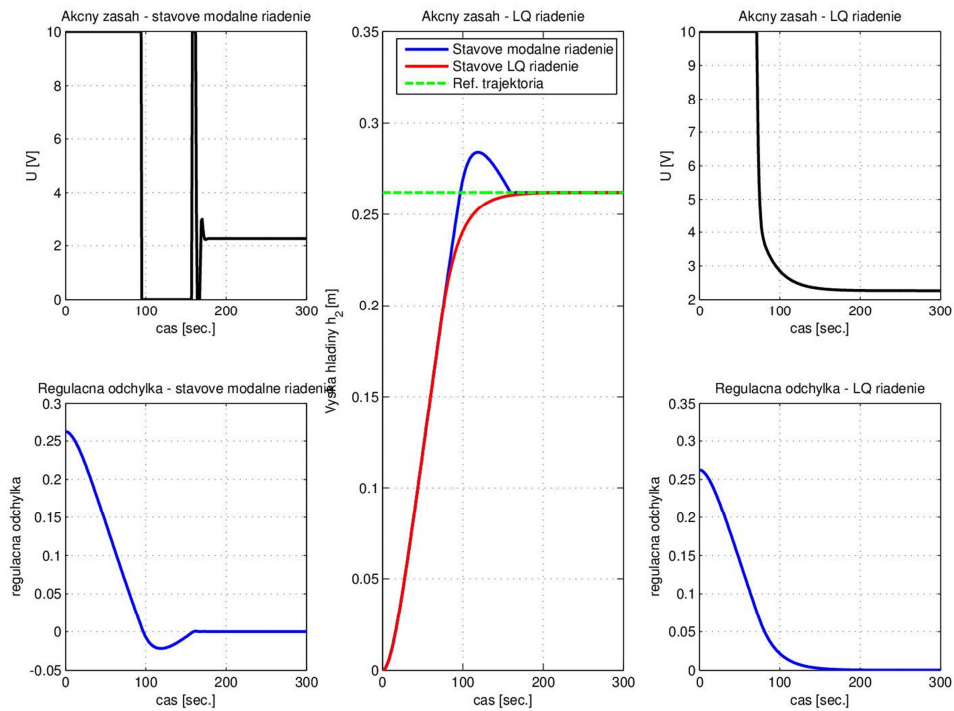 Akcny zasah - stavove modalne riadenie
10
8
6
4
2
0
U [V]
0 100 200 300
cas [sec.]
Regulacna odchylka - stavove modalne riadenie
0.3
0.25
0.2
0.15
0.1
0.05
0
-0.05
regulacna odchylka
0 100 200 300
cas [sec.]
Akcny zasah - LQ riadenie
Stavove modalne riadenie
Stavove LQ riadenie
Ref. trajektoria
0.35
0.3
0.25
0.2
0.15
0.1
0.05
0
Vyska hladiny h2 [m]
0 100 200 300
cas [sec.]
Akcny zasah - LQ riadenie
10
9
8
7
6
5
4
3
2
U [V]
0 100 200 300
cas [sec.]
Regulacna odchylka - LQ riadenie
0.35
0.3
0.25
0.2
0.15
0.1
0.05
0
regulacna odchylka
0 100 200 300
cas [sec.]